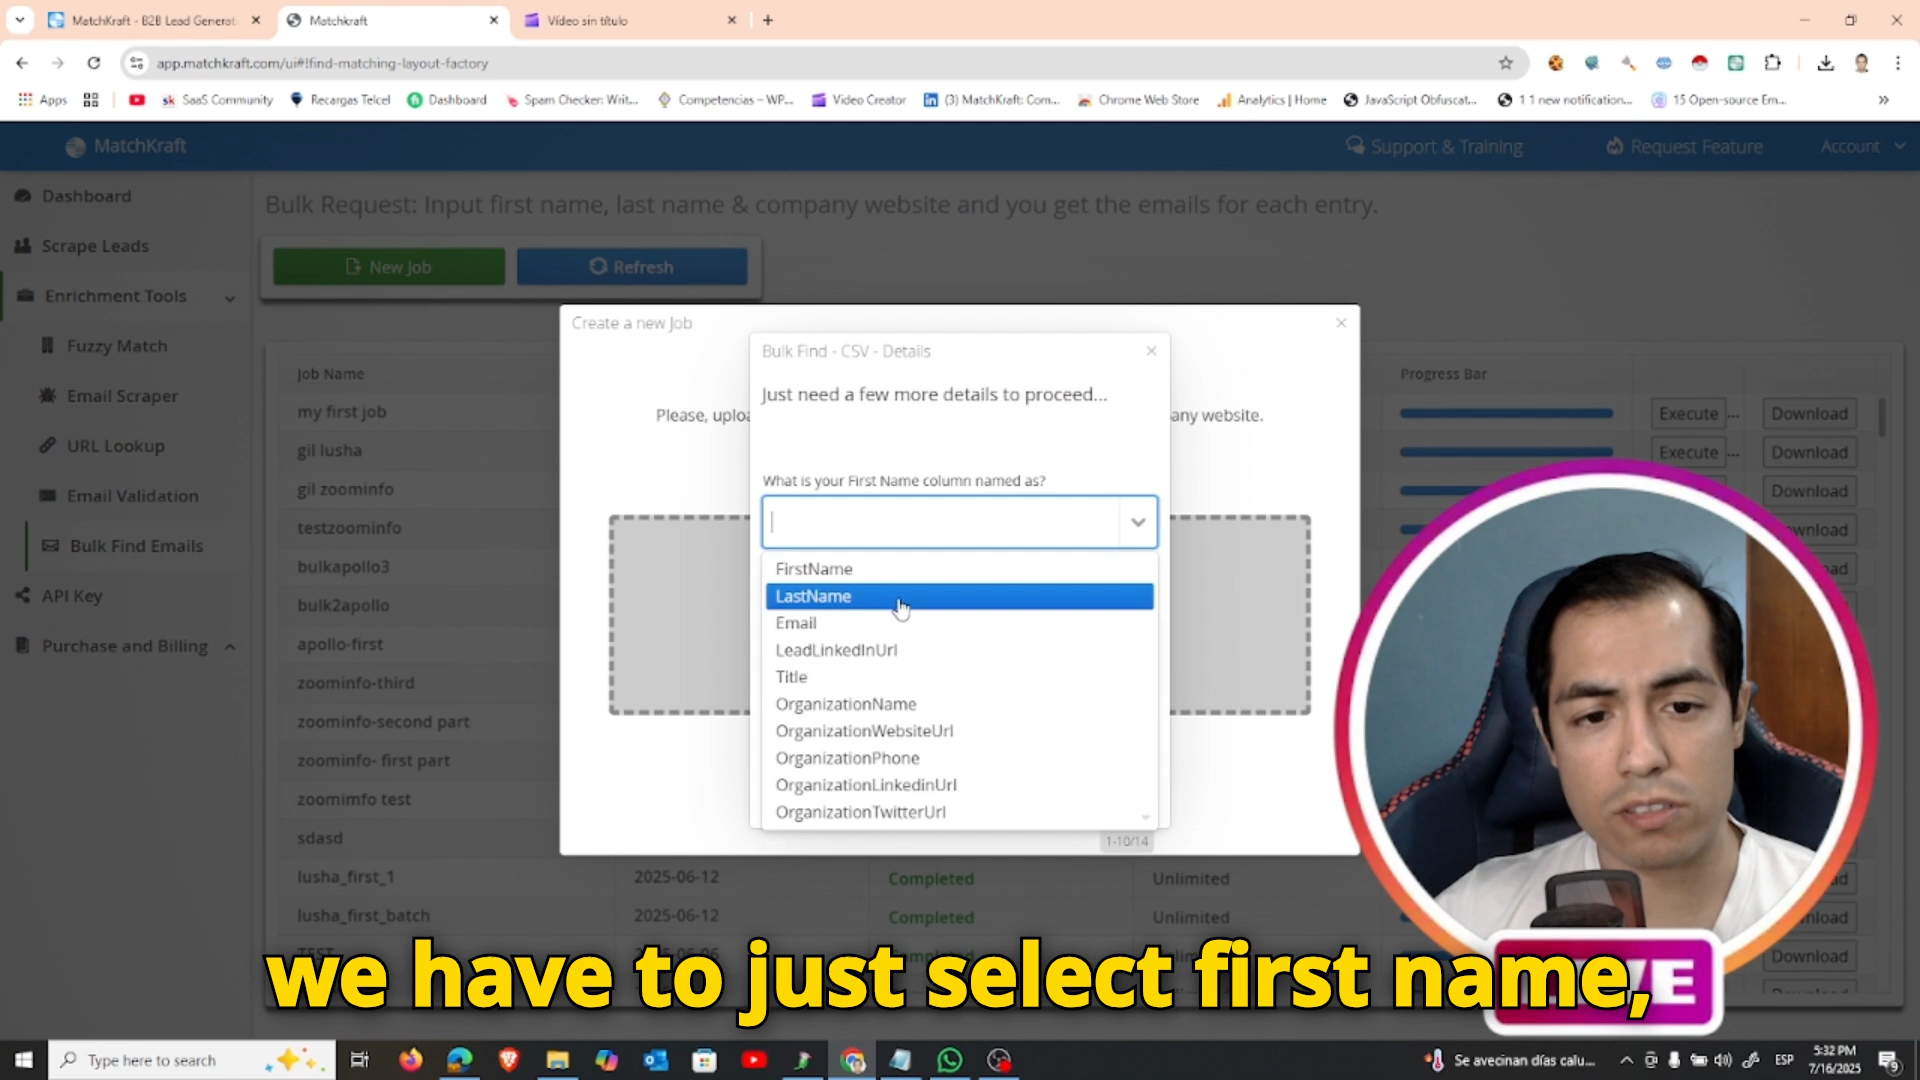 MatchKraft - B2B Lead Generati
Matchkraft
Vídeo sin título
app.matchkraft.com/ui#!find-matching-layout-factory
Apps
SaaS Community
Recargas Telcel
Dashboard
Spam Checker: Writ...
Competencias – WP...
Video Creator
(3) MatchKraft: Com...
Chrome Web Store
Analytics | Home
JavaScript Obfuscat...
1 1 new notification...
15 Open-source Em...
MatchKraft
Support & Training
Request Feature
Account
Dashboard
Scrape Leads
Enrichment Tools
Fuzzy Match
Email Scraper
URL Lookup
Email Validation
Bulk Find Emails
API Key
Purchase and Billing
Bulk Request: Input first name, last name & company website and you get the emails for each entry.
New Job
Refresh
Job Name
Progress Bar
my first job
Execute ...
Download
gil lusha
Execute ...
Download
gil zoominfo
Download
testzoominfo
bulkapollo3
bulk2apollo
apollo-first
zoominfo-third
zoominfo-second part
zoominfo- first part
zoomimfo test
sdasd
lusha_first_1
2025-06-12
Completed
Unlimited
lusha_first_batch
2025-06-12
Completed
Unlimited
Download
Create a new Job
Please, uploa
any website.
Bulk Find - CSV - Details
Just need a few more details to proceed...
What is your First Name column named as?
FirstName
LastName
Email
LeadLinkedInUrl
Title
OrganizationName
OrganizationWebsiteUrl
OrganizationPhone
OrganizationLinkedinUrl
OrganizationTwitterUrl
1-10/14
we have to just select first name,
Type here to search
Se avecinan días calu...
ESP
5:32 PM
7/16/2025
9